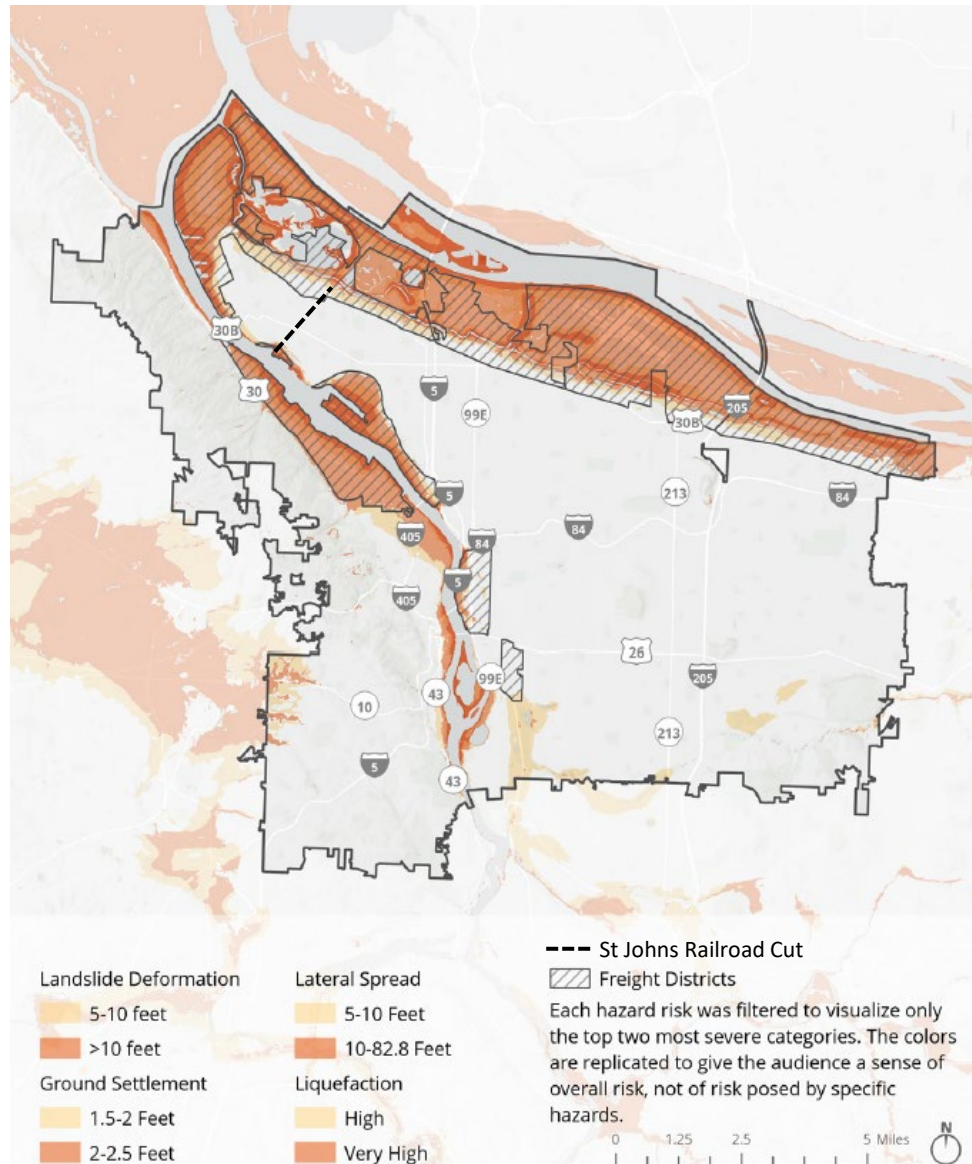 30B
30
5
99E
205
30B
5
213
84
405
84
84
5
405
26
99E
43
205
10
213
5
43
St Johns Railroad Cut
Freight Districts
Landslide Deformation
5-10 feet
>10 feet
Ground Settlement
1.5-2 Feet
2-2.5 Feet
Lateral Spread
5-10 Feet
10-82.8 Feet
Liquefaction
High
Very High
Each hazard risk was filtered to visualize only
the top two most severe categories. The colors
are replicated to give the audience a sense of
overall risk, not of risk posed by specific
hazards.
0 1.25 2.5 5 Miles
N